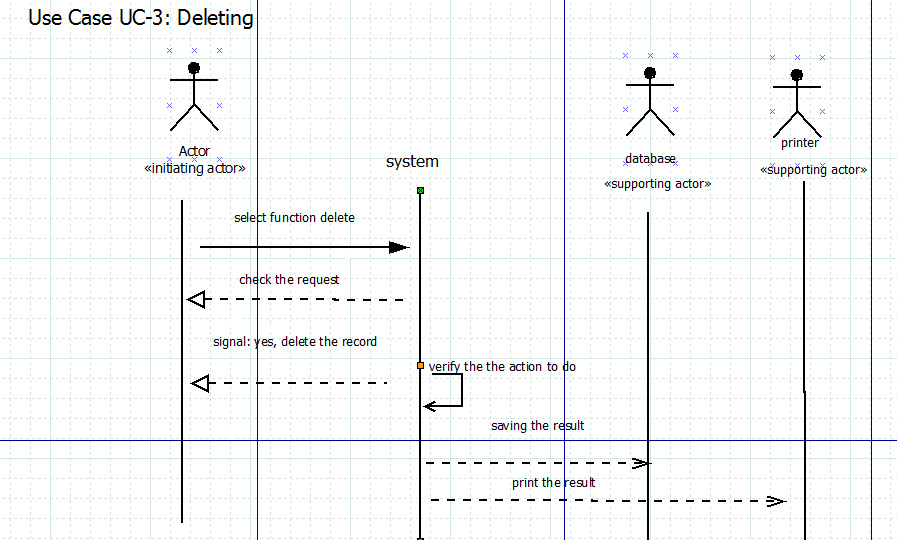 Use Case UC-3: Deleting
Actor
«initiating actor»
system
database
«supporting actor»
printer
«supporting actor»
select function delete
check the request
signal: yes, delete the record
verify the the action to do
saving the result
print the result